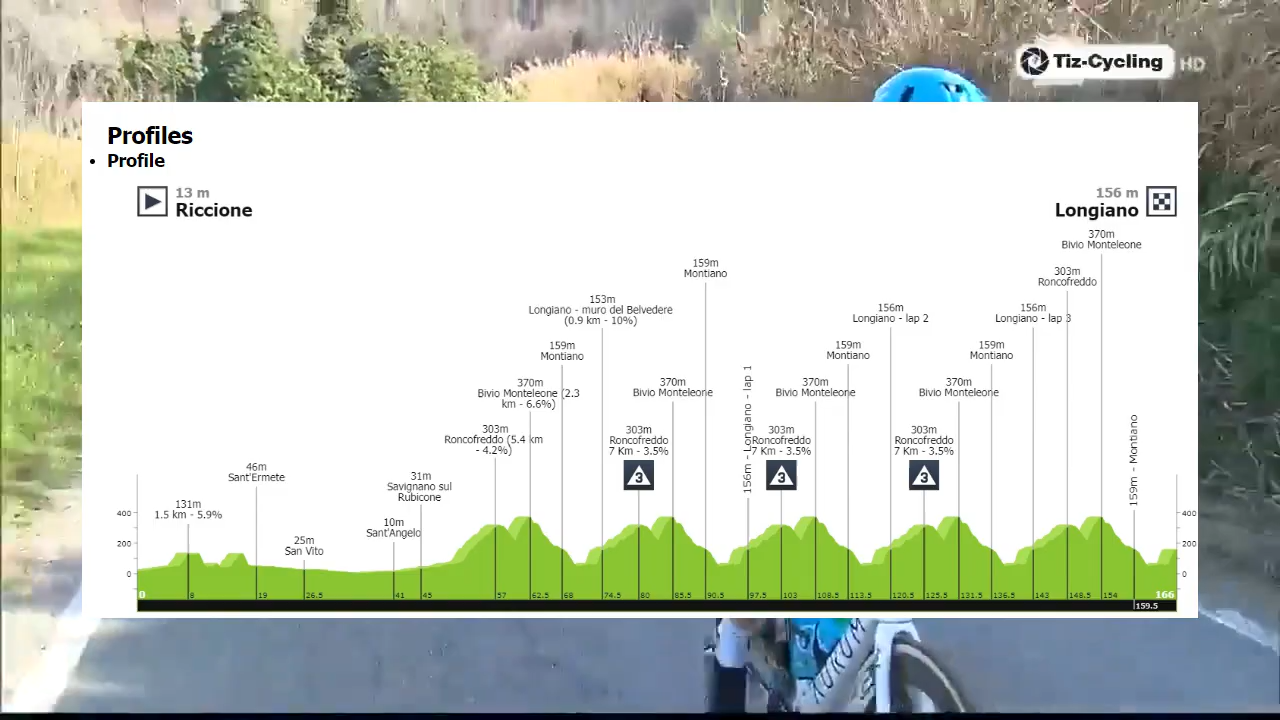 Tiz-Cycling HD
Profiles
• Profile
13 m
Riccione
156 m
Longiano
370m
Bivio Monteleone
159m
Montiano
303m
Roncofreddo
153m
Longiano - muro del Belvedere
(0.9 km - 10%)
156m
Longiano - lap 2
156m
Longiano - lap 3
159m
Montiano
159m
Montiano
159m
Montiano
370m
Bivio Monteleone (2.3
km - 6.6%)
370m
Bivio Monteleone
370m
Bivio Monteleone
370m
Bivio Monteleone
156m - Longiano - lap 1
303m
Roncofreddo (5.4 km
- 4.2%)
303m
Roncofreddo
7 Km - 3.5%
3
303m
Roncofreddo
7 Km - 3.5%
3
303m
Roncofreddo
7 Km - 3.5%
3
159m - Montiano
46m
Sant'Ermete
31m
Savignano sul
Rubicone
131m
1.5 km - 5.9%
10m
Sant'Angelo
25m
San Vito
400
200
0
400
200
0
0 8 19 26.5 41 45 57 62.5 68 74.5 80 85.5 90.5 97.5 103 108.5 113.5 120.5 125.5 131.5 136.5 143 148.5 154 166
159.5
KURUM